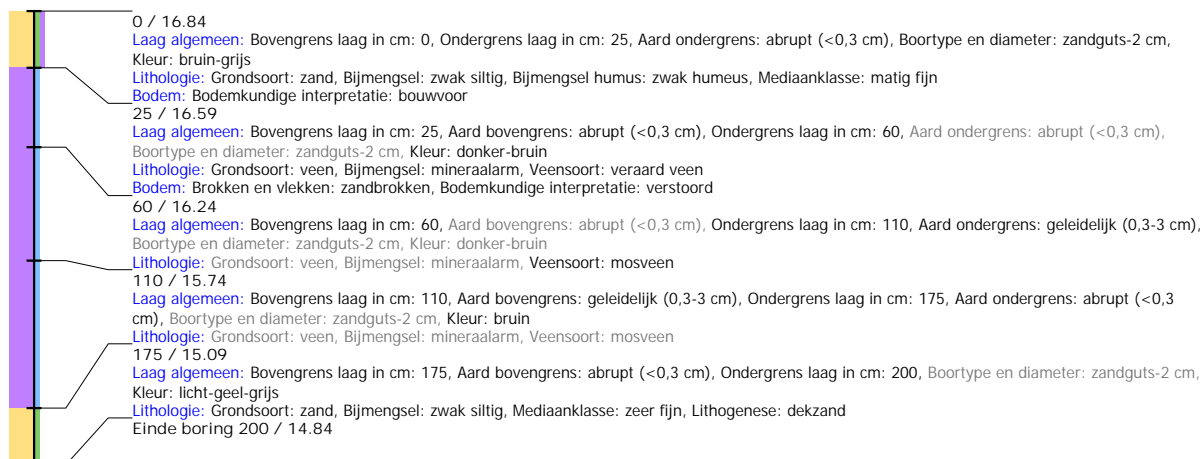 0 / 16.84
Laag algemeen: Bovengrens laag in cm: 0, Ondergrens laag in cm: 25, Aard ondergrens: abrupt (<0,3 cm), Boortype en diameter: zandguts-2 cm,
Kleur: bruin-grijs
Lithologie: Grondsoort: zand, Bijmengsel: zwak siltig, Bijmengsel humus: zwak humeus, Mediaanklasse: matig fijn
Bodem: Bodemkundige interpretatie: bouwvoor
25 / 16.59
Laag algemeen: Bovengrens laag in cm: 25, Aard bovengrens: abrupt (<0,3 cm), Ondergrens laag in cm: 60, Aard ondergrens: abrupt (<0,3 cm),
Boortype en diameter: zandguts-2 cm, Kleur: donker-bruin
Lithologie: Grondsoort: veen, Bijmengsel: mineraalarm, Veensoort: veraard veen
Bodem: Brokken en vlekken: zandbrokken, Bodemkundige interpretatie: verstoord
60 / 16.24
Laag algemeen: Bovengrens laag in cm: 60, Aard bovengrens: abrupt (<0,3 cm), Ondergrens laag in cm: 110, Aard ondergrens: geleidelijk (0,3-3 cm),
Boortype en diameter: zandguts-2 cm, Kleur: donker-bruin
Lithologie: Grondsoort: veen, Bijmengsel: mineraalarm, Veensoort: mosveen
110 / 15.74
Laag algemeen: Bovengrens laag in cm: 110, Aard bovengrens: geleidelijk (0,3-3 cm), Ondergrens laag in cm: 175, Aard ondergrens: abrupt (<0,3
cm), Boortype en diameter: zandguts-2 cm, Kleur: bruin
Lithologie: Grondsoort: veen, Bijmengsel: mineraalarm, Veensoort: mosveen
175 / 15.09
Laag algemeen: Bovengrens laag in cm: 175, Aard bovengrens: abrupt (<0,3 cm), Ondergrens laag in cm: 200, Boortype en diameter: zandguts-2 cm,
Kleur: licht-geel-grijs
Lithologie: Grondsoort: zand, Bijmengsel: zwak siltig, Mediaanklasse: zeer fijn, Lithogenese: dekzand
Einde boring 200 / 14.84